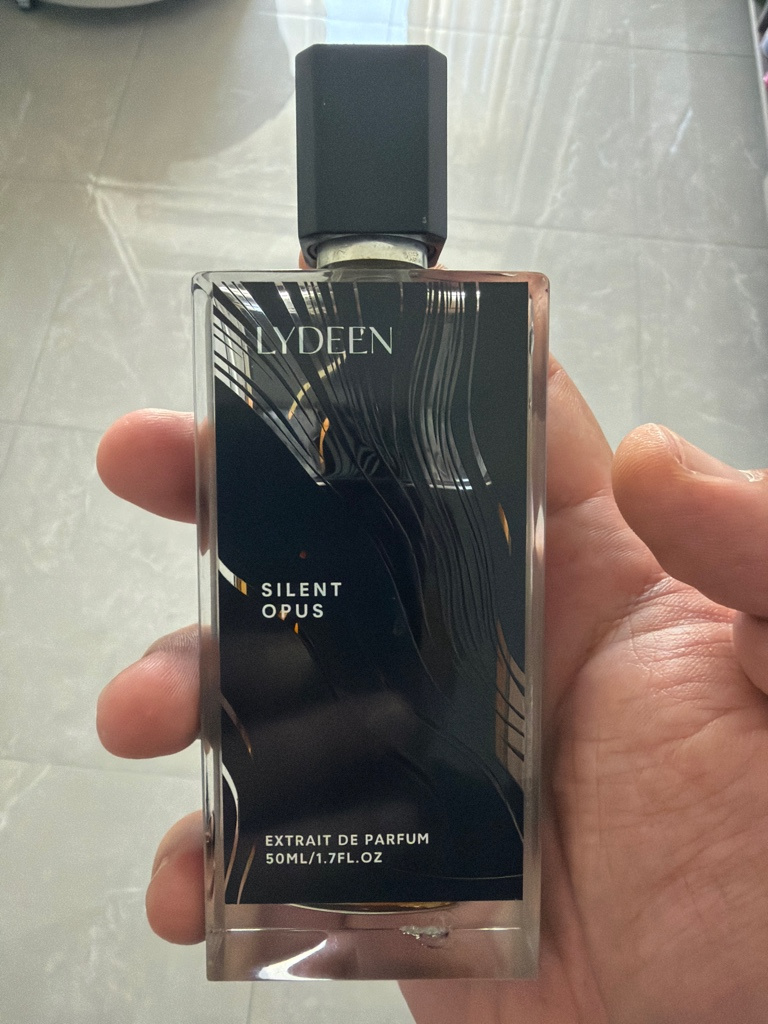 LYDEEN
SILENT
OPUS
EXTRAIT DE PARFUM
50ML/1.7FL.OZ